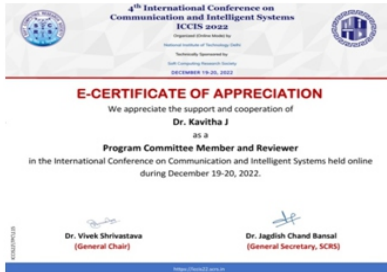 4th International Conference on
Communication and Intelligent Systems
ICCIS 2022
Organized (Online Mode) by
National Institute of Technology Delhi
Technically Sponsored by
Soft Computing Research Society
DECEMBER 19-20, 2022
E-CERTIFICATE OF APPRECIATION
We appreciate the support and cooperation of
Dr. Kavitha J
as a
Program Committee Member and Reviewer
in the International Conference on Communication and Intelligent Systems held online
during December 19-20, 2022.
Dr. Vivek Shrivastava
(General Chair)
Dr. Jagdish Chand Bansal
(General Secretary, SCRS)
https://iccis22.scrs.in